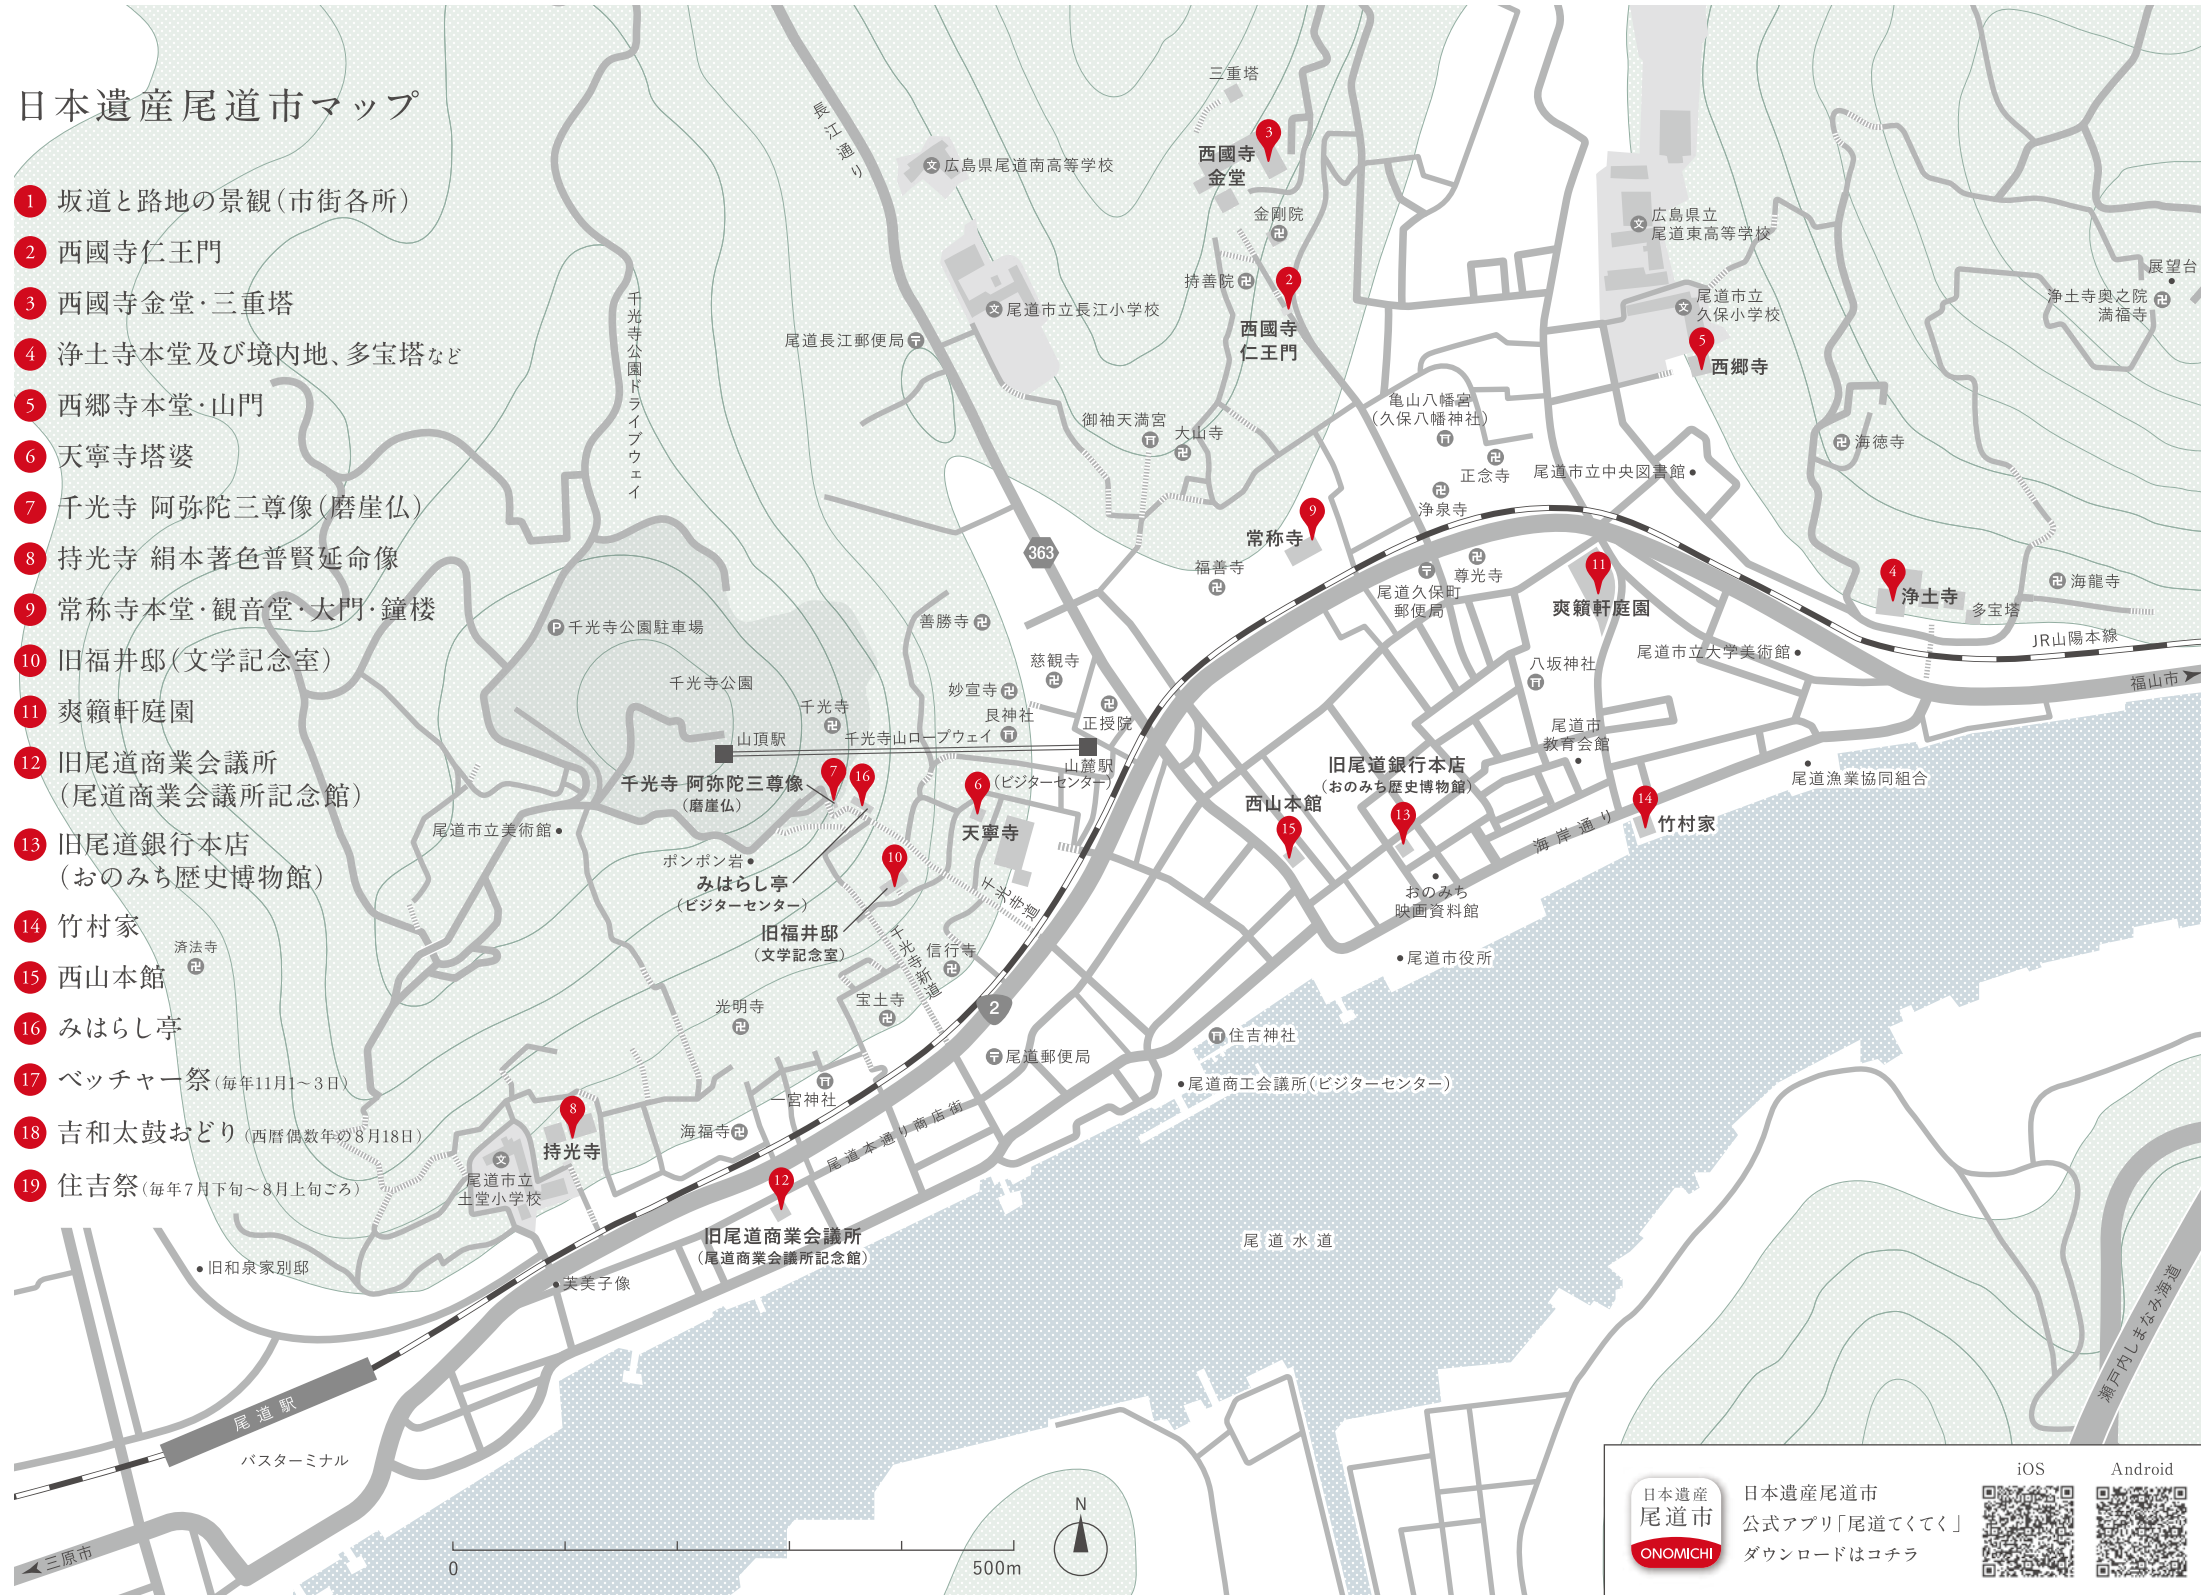 日本遺産尾道市マップ
1 坂道と路地の景観(市街各所)
2 西國寺仁王門
3 西國寺金堂・三重塔
4 浄土寺本堂及び境内地、多宝塔など
5 西郷寺本堂・山門
6 天寧寺塔婆
7 千光寺 阿弥陀三尊像(磨崖仏)
8 持光寺 絹本著色普賢延命像
9 常称寺本堂・観音堂・大門・鐘楼
10 旧福井邸(文学記念室)
11 爽籟軒庭園
12 旧尾道商業会議所
(尾道商業会議所記念館)
13 旧尾道銀行本店
(おのみち歴史博物館)
14 竹村家
15 西山本館
16 みはらし亭
17 ベッチャー祭(毎年11月1〜3日)
18 吉和太鼓おどり(西暦偶数年の8月18日)
19 住吉祭(毎年7月下旬〜8月上旬ごろ)
長江通り
三重塔
3
西國寺
金堂
広島県尾道南高等学校
金剛院
持善院
2
西國寺
仁王門
広島県立
尾道東高等学校
尾道市立
久保小学校
5
西郷寺
展望台
浄土寺奥之院
満福寺
千光寺公園ドライブウェイ
尾道市立長江小学校
尾道長江郵便局
御袖天満宮
大山寺
亀山八幡宮
(久保八幡神社)
正念寺
浄泉寺
尾道市立中央図書館
海徳寺
9
常称寺
363
福善寺
尾道久保町
郵便局
尊光寺
11
爽籟軒庭園
4
浄土寺
多宝塔
海龍寺
JR山陽本線
福山市
千光寺公園駐車場
千光寺公園
善勝寺
慈観寺
妙宣寺
艮神社
正授院
千光寺
山頂駅
千光寺山ロープウェイ
山麓駅
(ビジターセンター)
八坂神社
尾道市立大学美術館
尾道市
教育会館
尾道漁業協同組合
7
千光寺 阿弥陀三尊像
(磨崖仏)
16
6
天寧寺
旧尾道銀行本店
(おのみち歴史博物館)
13
西山本館
15
14
竹村家
海岸通り
尾道市立美術館
ポンポン岩
みはらし亭
(ビジターセンター)
10
旧福井邸
(文学記念室)
千光寺道
千光寺新道
信行寺
おのみち
映画資料館
尾道市役所
済法寺
光明寺
宝土寺
2
尾道郵便局
住吉神社
尾道商工会議所(ビジターセンター)
一宮神社
尾道本通り商店街
8
持光寺
海福寺
尾道市立
土堂小学校
12
旧尾道商業会議所
(尾道商業会議所記念館)
尾道水道
旧和泉家別邸
芙美子像
瀬戸内しまなみ海道
尾道駅
バスターミナル
三原市
0
500m
N
日本遺産
尾道市
ONOMICHI
日本遺産尾道市
公式アプリ「尾道てくてく」
ダウンロードはコチラ
iOS
Android